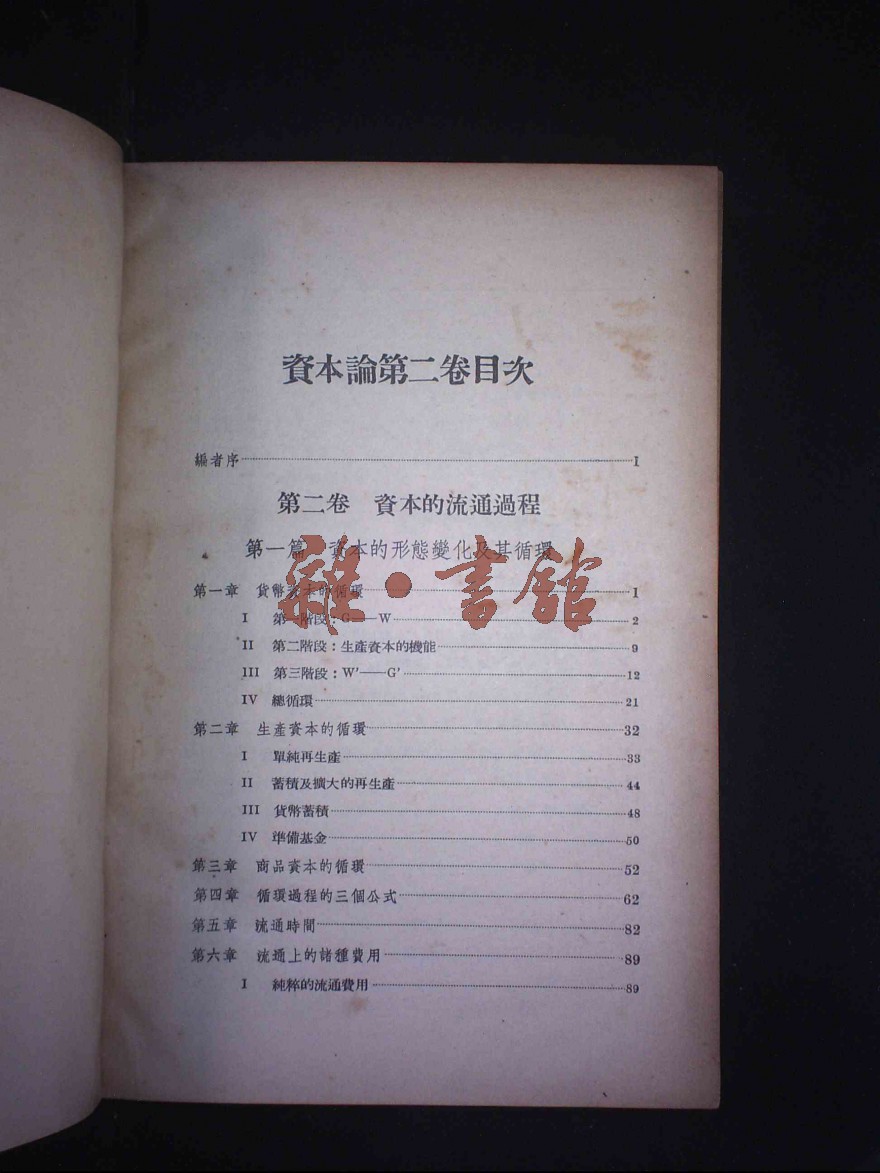 資本論第二卷目次
編者序 I
第二卷 資本的流通過程
第一篇 資本的形態變化及其循環
第一章 貨幣資本的循環 1
I 第一階段：G——W 2
II 第二階段：生產資本的機能 9
III 第三階段：W'——G' 12
IV 總循環 21
第二章 生產資本的循環 32
I 單純再生產 33
II 蓄積及擴大的再生產 44
III 貨幣蓄積 48
IV 準備基金 50
第三章 商品資本的循環 52
第四章 循環過程的三個公式 62
第五章 流通時間 82
第六章 流通上的諸種費用 89
I 純粹的流通費用 89
雜·書館